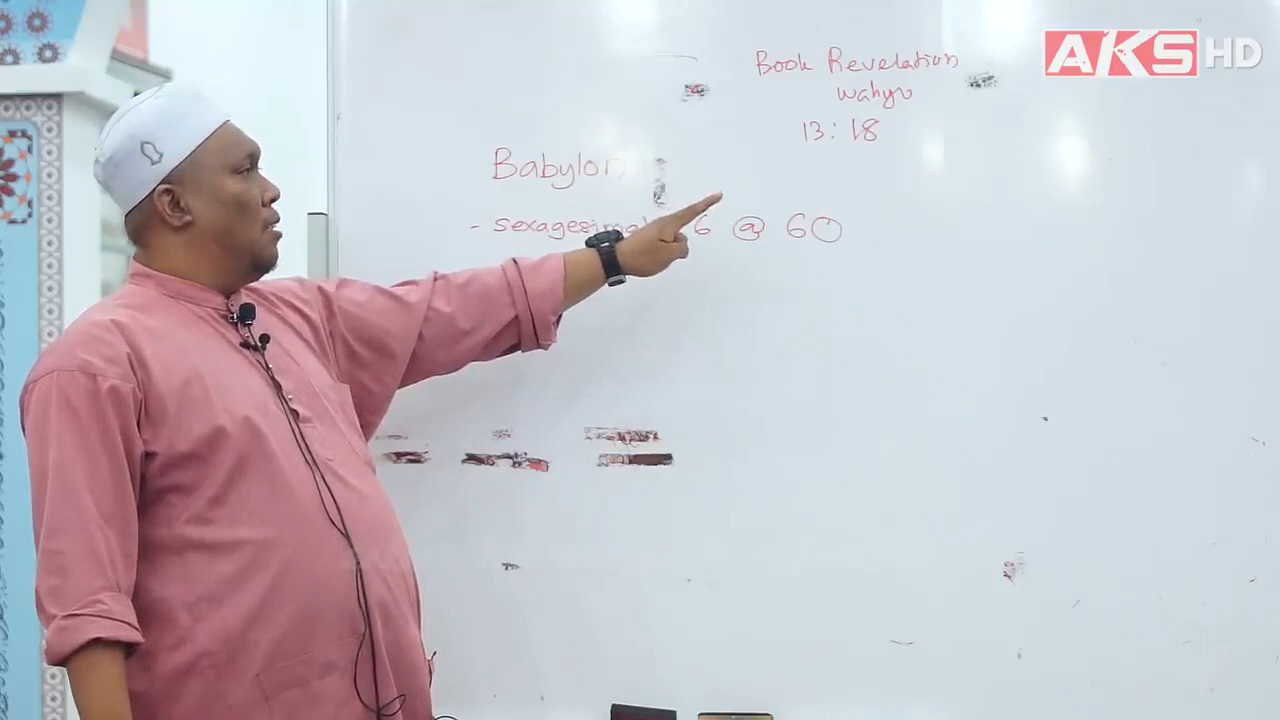 AKS HD
Book Revelation
wahyu
13:18
Babylon
- sexagesimal 6 @ 60